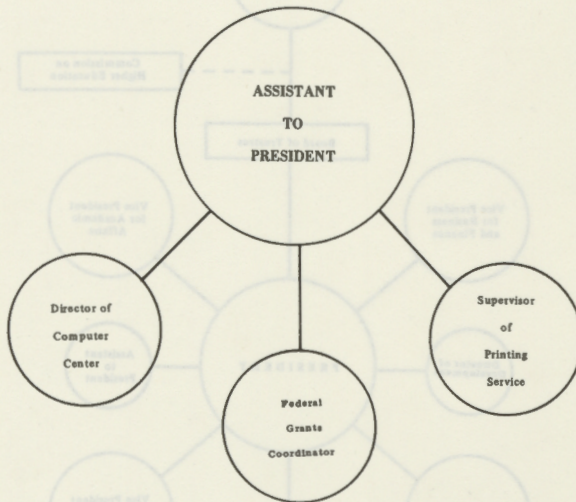 ASSISTANT
TO
PRESIDENT
Director of
Computer
Center
Federal
Grants
Coordinator
Supervisor
of
Printing
Service